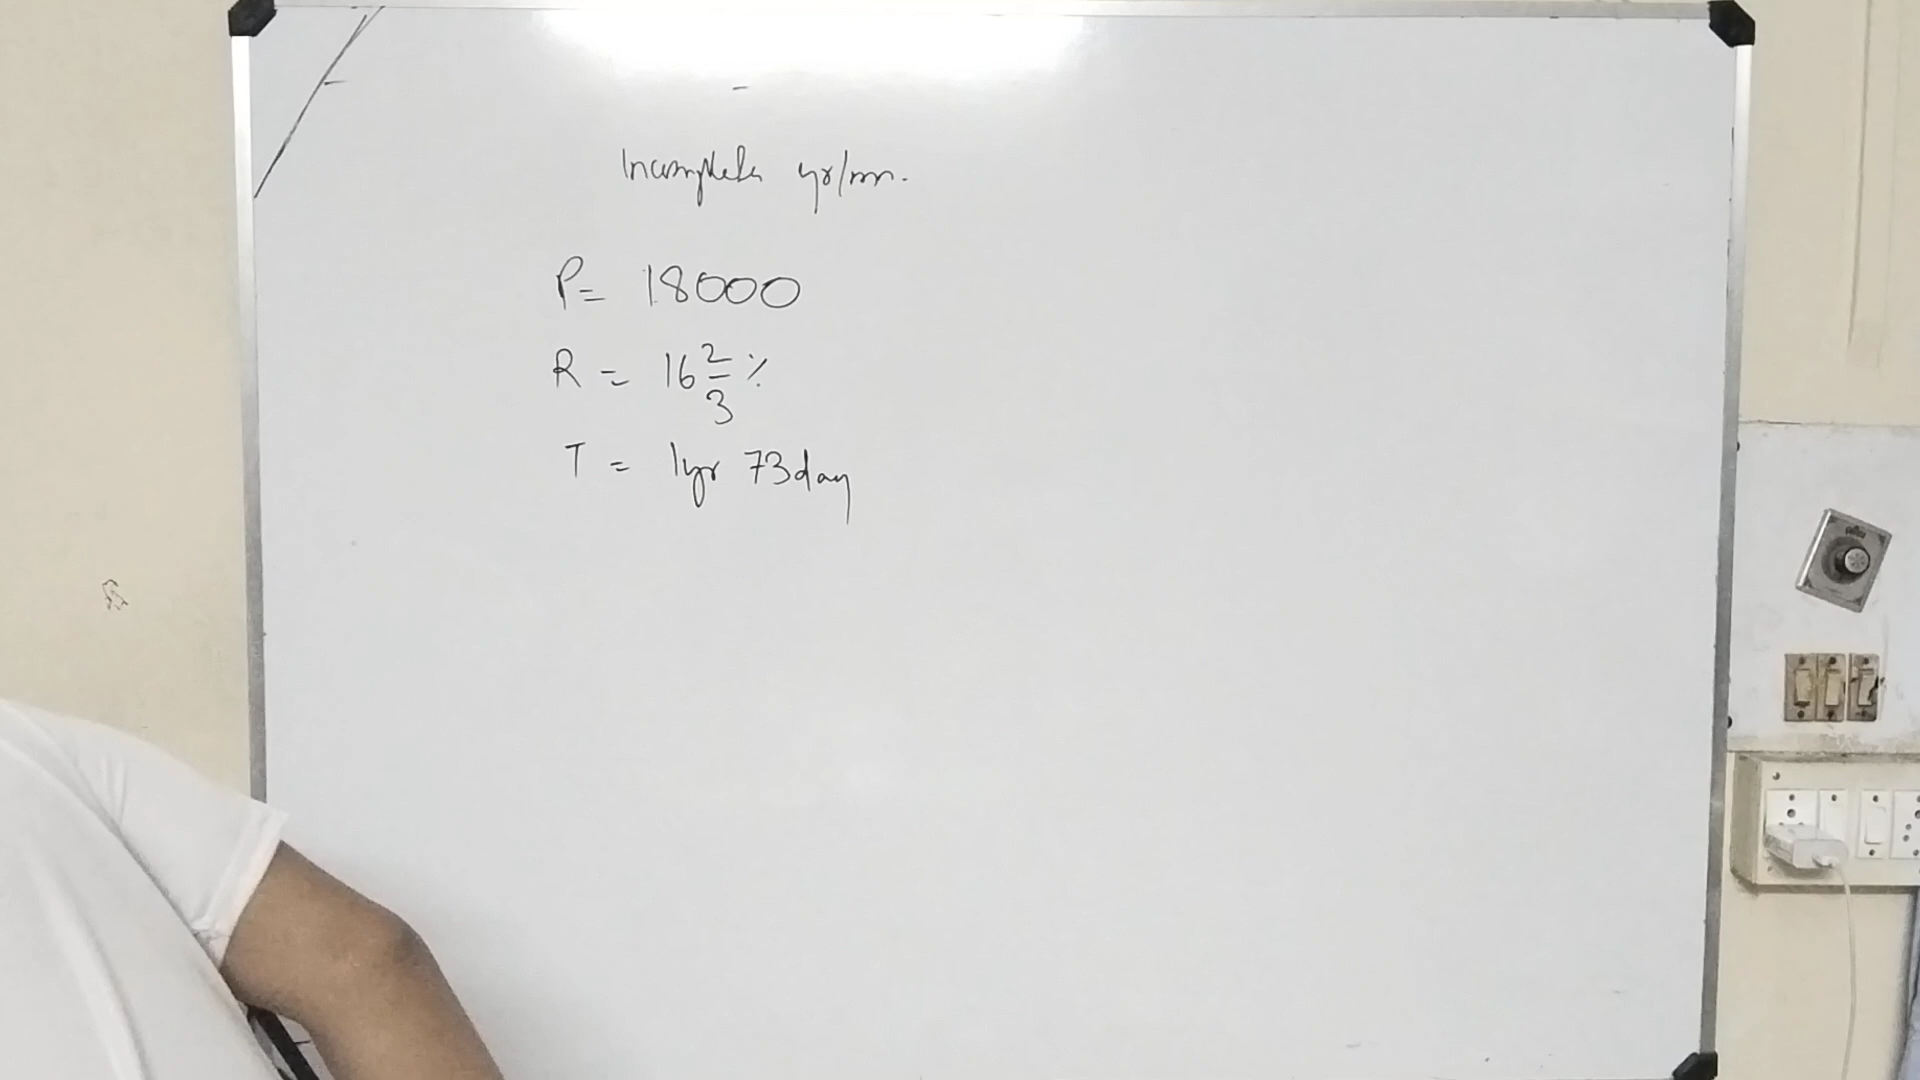 Incomplete yr/mn.
P= 18000
R = 16 2/3 %
T = 1yr 73day